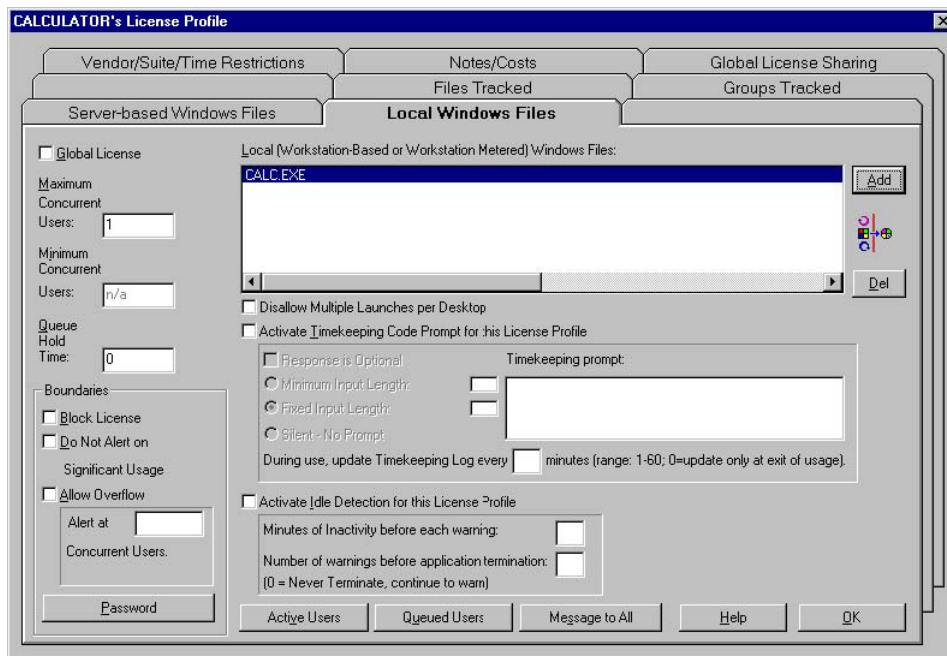 CALCULATOR's License Profile
Vendor/Suite/Time Restrictions
Notes/Costs
Global License Sharing
Files Tracked
Groups Tracked
Server-based Windows Files
Local Windows Files
Global License
Maximum
Concurrent
Users: 1
Minimum
Concurrent
Users: n/a
Queue
Hold
Time: 0
Boundaries
Block License
Do Not Alert on
Significant Usage
Allow Overflow
Alert at
Concurrent Users.
Password
Local (Workstation-Based or Workstation Metered) Windows Files:
CALC.EXE
Add
Del
Disallow Multiple Launches per Desktop
Activate Timekeeping Code Prompt for this License Profile
Response is Optional
Minimum Input Length:
Fixed Input Length:
Silent - No Prompt
Timekeeping prompt:
During use, update Timekeeping Log every minutes (range: 1-60; 0=update only at exit of usage).
Activate Idle Detection for this License Profile
Minutes of Inactivity before each warning:
Number of warnings before application termination:
(0 = Never Terminate, continue to warn)
Active Users
Queued Users
Message to All
Help
OK